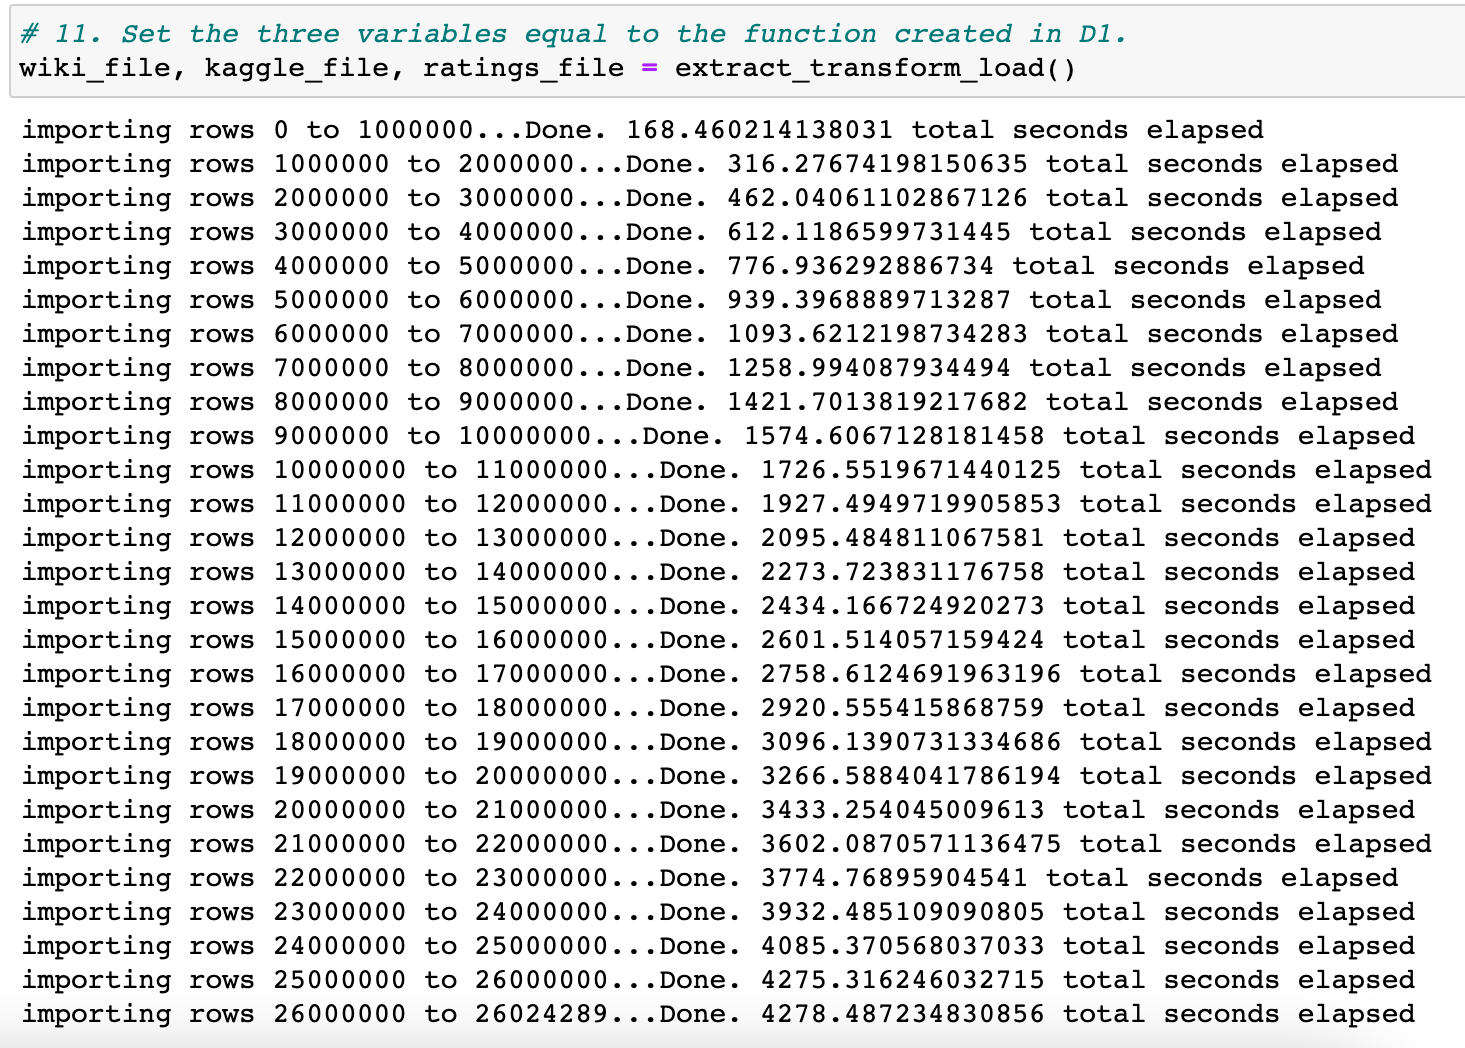 # 11. Set the three variables equal to the function created in D1.
wiki_file, kaggle_file, ratings_file = extract_transform_load()
importing rows 0 to 1000000...Done. 168.460214138031 total seconds elapsed
importing rows 1000000 to 2000000...Done. 316.27674198150635 total seconds elapsed
importing rows 2000000 to 3000000...Done. 462.04061102867126 total seconds elapsed
importing rows 3000000 to 4000000...Done. 612.1186599731445 total seconds elapsed
importing rows 4000000 to 5000000...Done. 776.936292886734 total seconds elapsed
importing rows 5000000 to 6000000...Done. 939.3968889713287 total seconds elapsed
importing rows 6000000 to 7000000...Done. 1093.6212198734283 total seconds elapsed
importing rows 7000000 to 8000000...Done. 1258.994087934494 total seconds elapsed
importing rows 8000000 to 9000000...Done. 1421.7013819217682 total seconds elapsed
importing rows 9000000 to 10000000...Done. 1574.6067128181458 total seconds elapsed
importing rows 10000000 to 11000000...Done. 1726.5519671440125 total seconds elapsed
importing rows 11000000 to 12000000...Done. 1927.4949719905853 total seconds elapsed
importing rows 12000000 to 13000000...Done. 2095.484811067581 total seconds elapsed
importing rows 13000000 to 14000000...Done. 2273.723831176758 total seconds elapsed
importing rows 14000000 to 15000000...Done. 2434.166724920273 total seconds elapsed
importing rows 15000000 to 16000000...Done. 2601.514057159424 total seconds elapsed
importing rows 16000000 to 17000000...Done. 2758.6124691963196 total seconds elapsed
importing rows 17000000 to 18000000...Done. 2920.555415868759 total seconds elapsed
importing rows 18000000 to 19000000...Done. 3096.1390731334686 total seconds elapsed
importing rows 19000000 to 20000000...Done. 3266.5884041786194 total seconds elapsed
importing rows 20000000 to 21000000...Done. 3433.254045009613 total seconds elapsed
importing rows 21000000 to 22000000...Done. 3602.0870571136475 total seconds elapsed
importing rows 22000000 to 23000000...Done. 3774.76895904541 total seconds elapsed
importing rows 23000000 to 24000000...Done. 3932.485109090805 total seconds elapsed
importing rows 24000000 to 25000000...Done. 4085.370568037033 total seconds elapsed
importing rows 25000000 to 26000000...Done. 4275.316246032715 total seconds elapsed
importing rows 26000000 to 26024289...Done. 4278.487234830856 total seconds elapsed